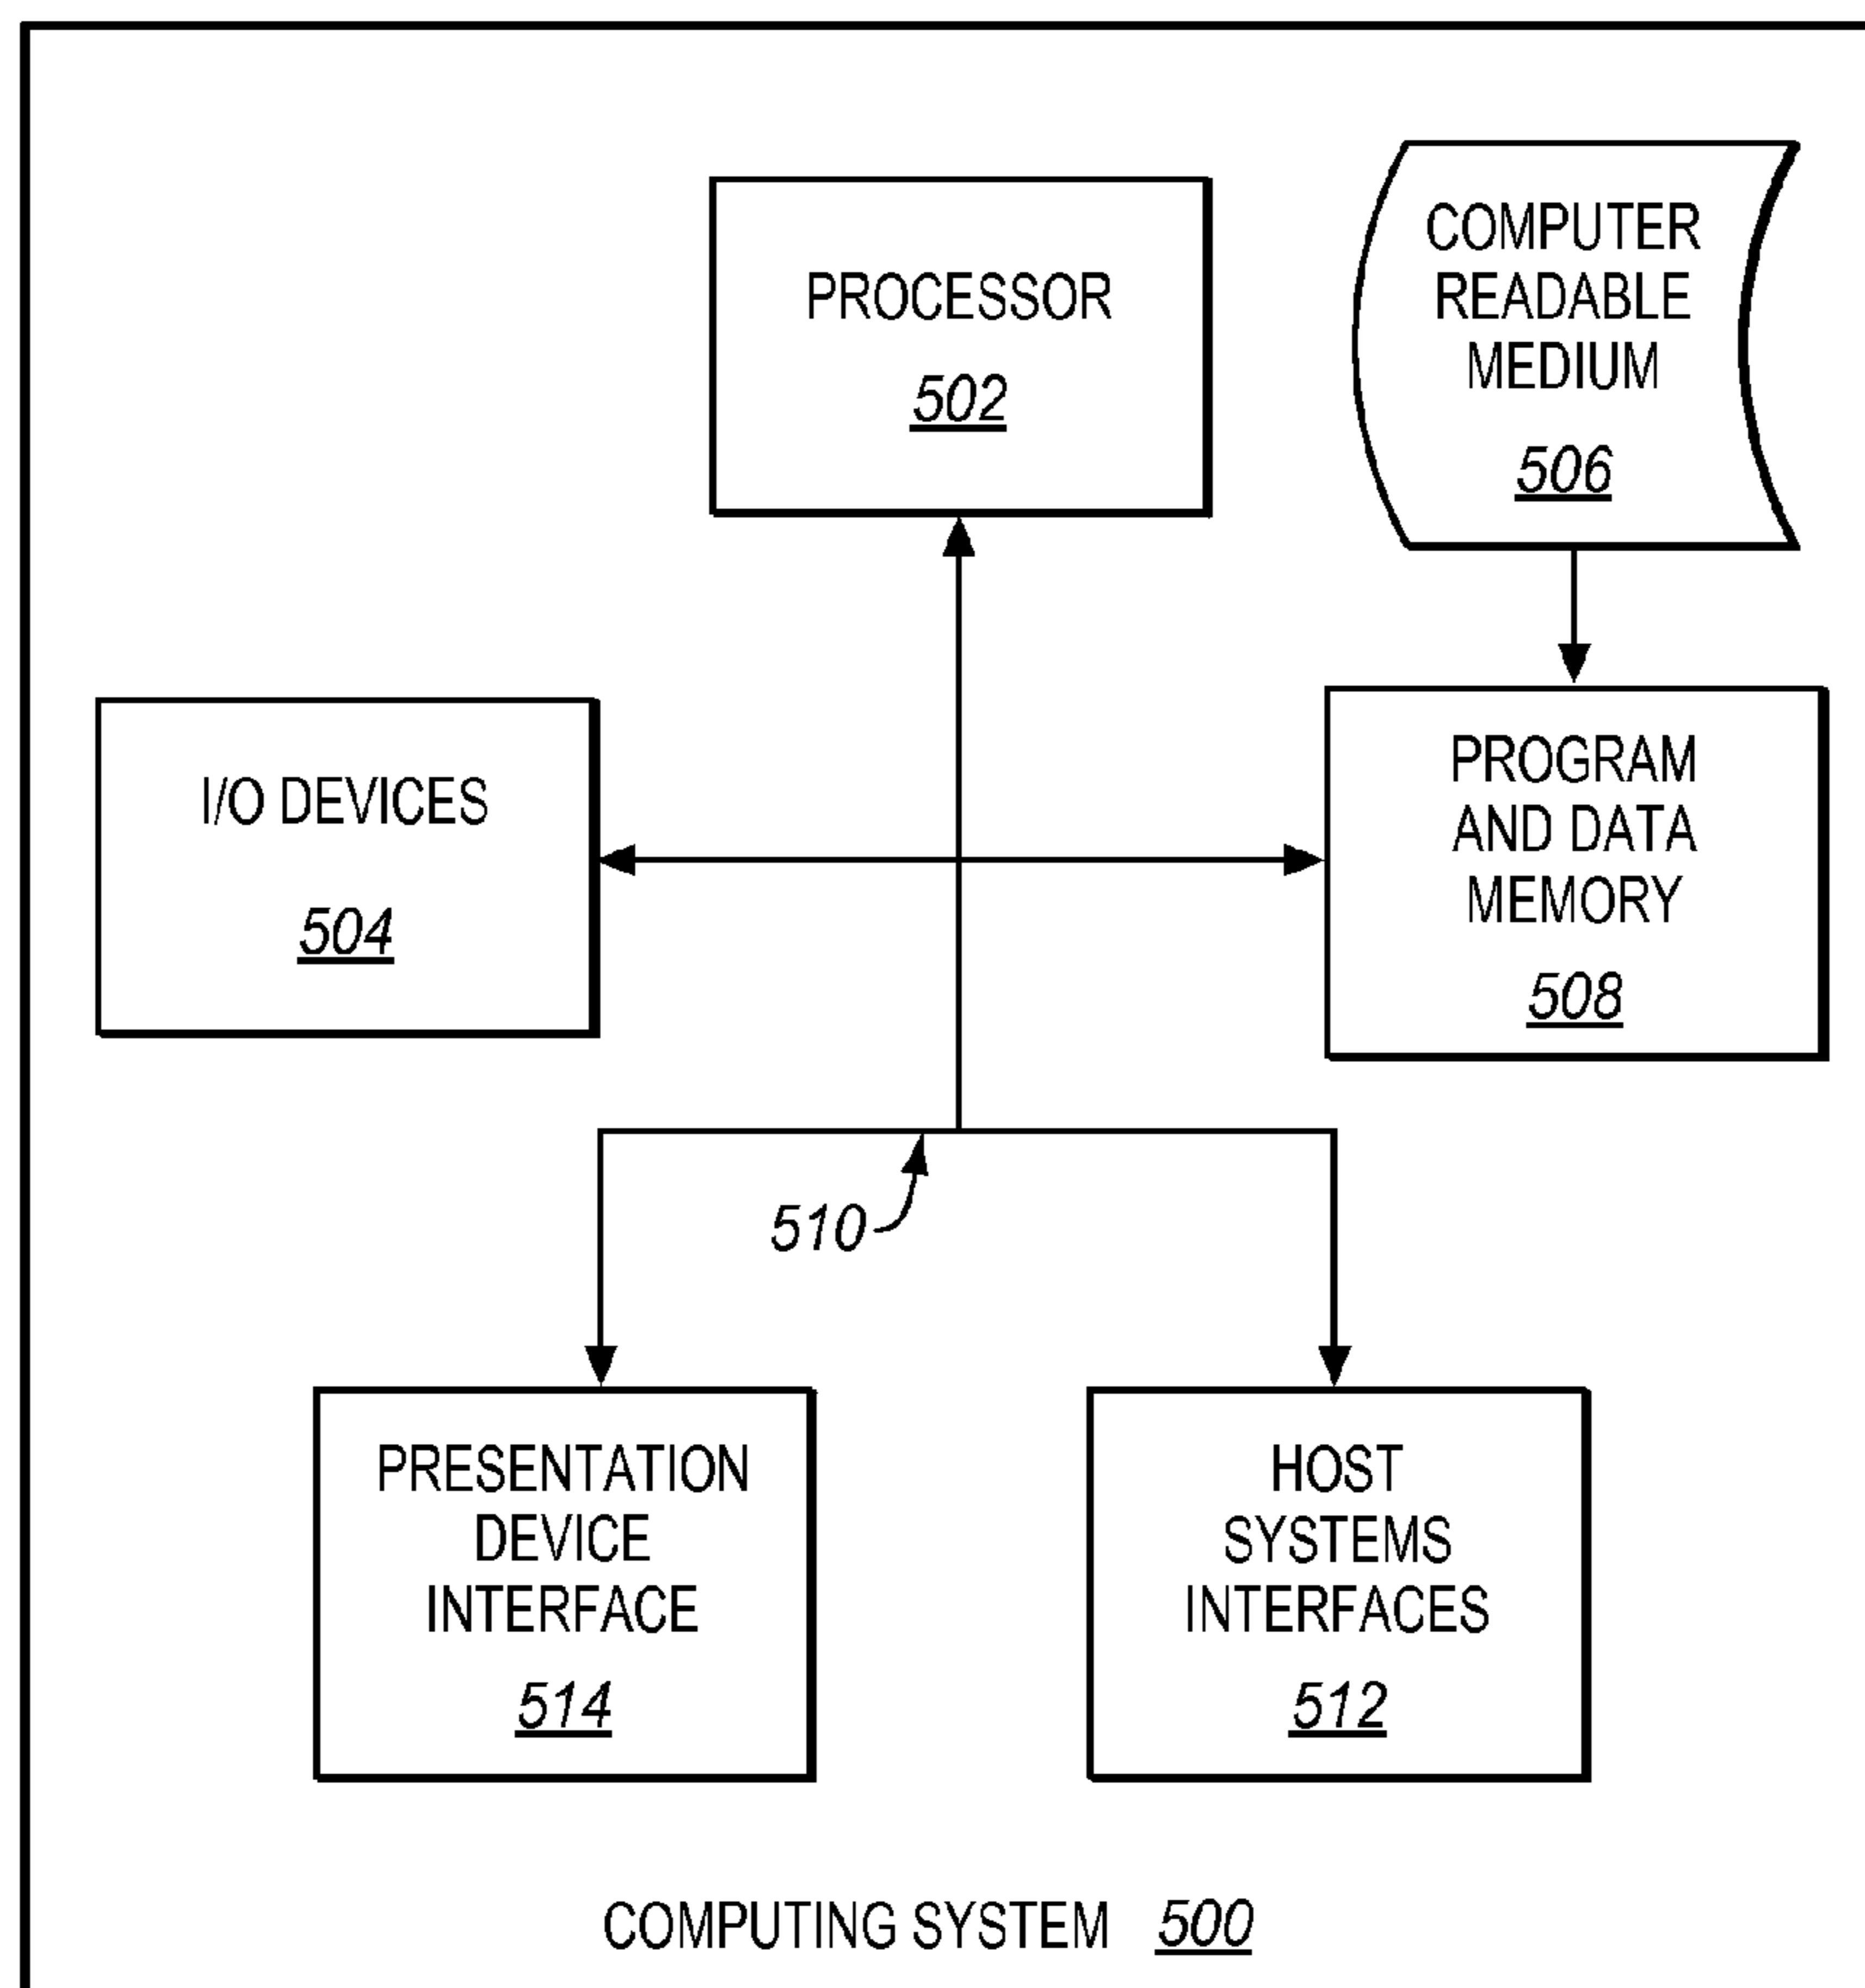 PROCESSOR
502
COMPUTER
READABLE
MEDIUM
506
I/O DEVICES
504
PROGRAM
AND DATA
MEMORY
508
510
PRESENTATION
DEVICE
INTERFACE
514
HOST
SYSTEMS
INTERFACES
512
COMPUTING SYSTEM 500